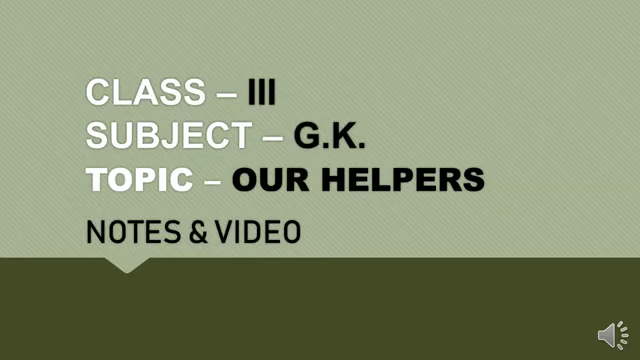 CLASS – III
SUBJECT – G.K.
TOPIC – OUR HELPERS
NOTES & VIDEO